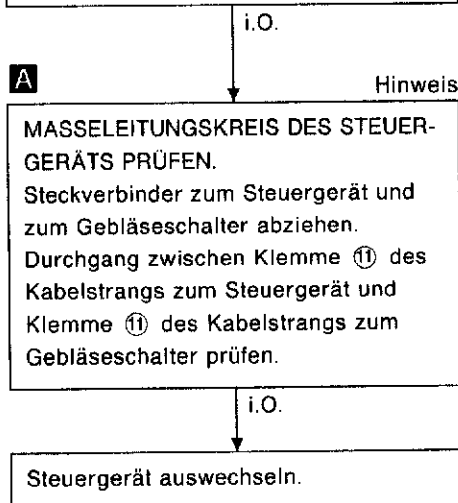 i.O.
A
Hinweis
MASSELEITUNGSKREIS DES STEUER-
GERÄTS PRÜFEN.
Steckverbinder zum Steuergerät und
zum Gebläseschalter abziehen.
Durchgang zwischen Klemme ⑪ des
Kabelstrangs zum Steuergerät und
Klemme ⑪ des Kabelstrangs zum
Gebläseschalter prüfen.
i.O.
Steuergerät auswechseln.